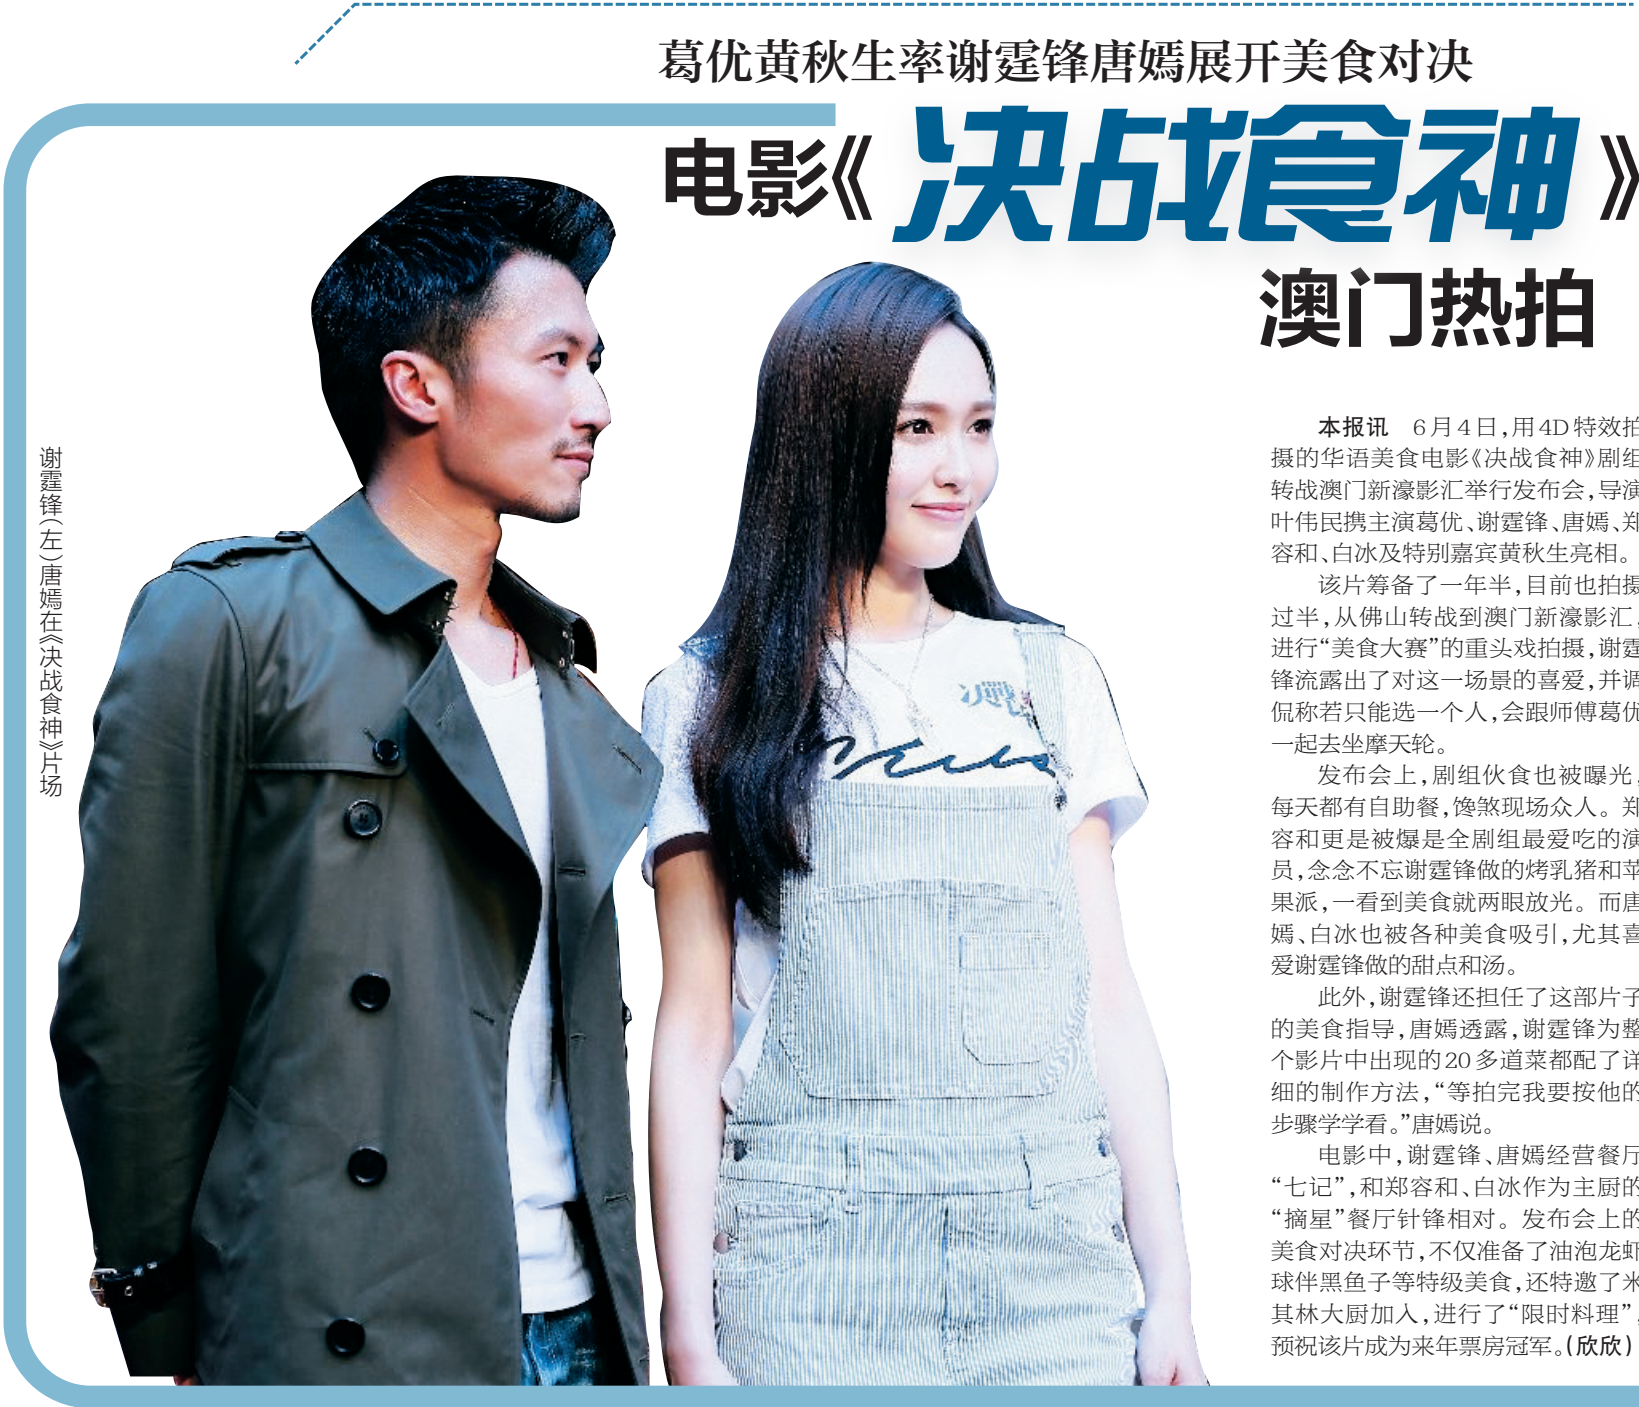 葛优黄秋生率谢霆锋唐嫣展开美食对决
电影《决战食神》
澳门热拍
谢霆锋(左)唐嫣在《决战食神》片场
本报讯 6月4日,用4D特效拍
摄的华语美食电影《决战食神》剧组
转战澳门新濠影汇举行发布会,导演
叶伟民携主演葛优、谢霆锋、唐嫣、郑
容和、白冰及特别嘉宾黄秋生亮相。
该片筹备了一年半,目前也拍摄
过半,从佛山转战到澳门新濠影汇,
进行“美食大赛”的重头戏拍摄,谢霆
锋流露出了对这一场景的喜爱,并调
侃称若只能选一个人,会跟师傅葛优
一起去坐摩天轮。
发布会上,剧组伙食也被曝光,
每天都有自助餐,馋煞现场众人。郑
容和更是被爆是全剧组最爱吃的演
员,念念不忘谢霆锋做的烤乳猪和苹
果派,一看到美食就两眼放光。而唐
嫣、白冰也被各种美食吸引,尤其喜
爱谢霆锋做的甜点和汤。
此外,谢霆锋还担任了这部片子
的美食指导,唐嫣透露,谢霆锋为整
个影片中出现的20多道菜都配了详
细的制作方法,“等拍完我要按他的
步骤学学看。”唐嫣说。
电影中,谢霆锋、唐嫣经营餐厅
“七记”,和郑容和、白冰作为主厨的
“摘星”餐厅针锋相对。发布会上的
美食对决环节,不仅准备了油泡龙虾
球伴黑鱼子等特级美食,还特邀了米
其林大厨加入,进行了“限时料理”,
预祝该片成为来年票房冠军。(欣欣)